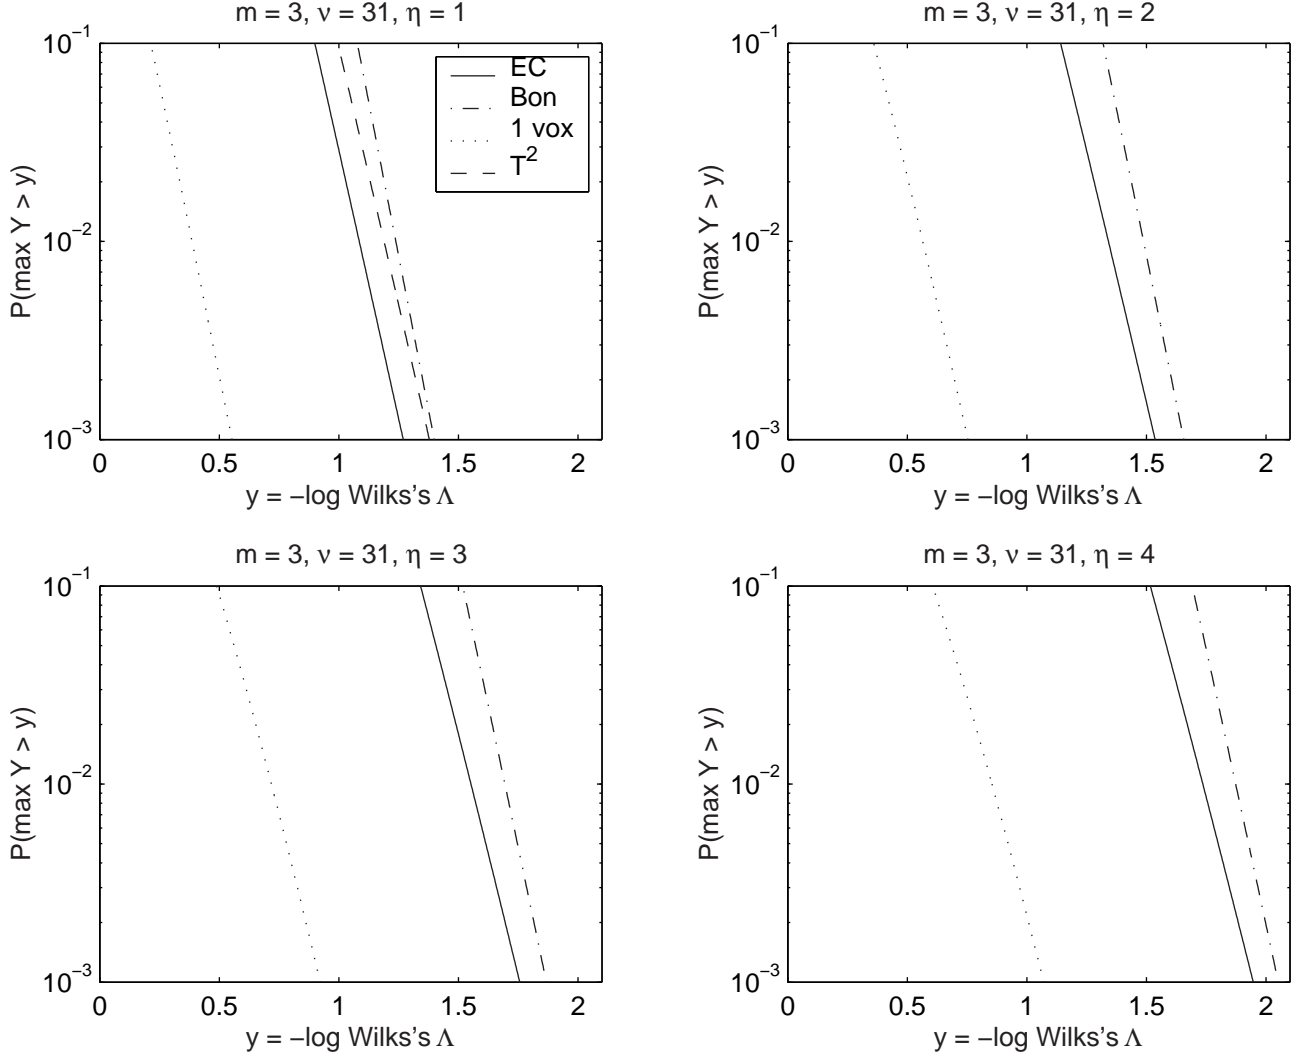 m = 3, ν = 31, η = 1
10⁻¹
10⁻²
10⁻³
P(max Y > y)
EC
Bon
1 vox
T²
0 0.5 1 1.5 2
y = −log Wilks's Λ
m = 3, ν = 31, η = 2
10⁻¹
10⁻²
10⁻³
P(max Y > y)
0 0.5 1 1.5 2
y = −log Wilks's Λ
m = 3, ν = 31, η = 3
10⁻¹
10⁻²
10⁻³
P(max Y > y)
0 0.5 1 1.5 2
y = −log Wilks's Λ
m = 3, ν = 31, η = 4
10⁻¹
10⁻²
10⁻³
P(max Y > y)
0 0.5 1 1.5 2
y = −log Wilks's Λ